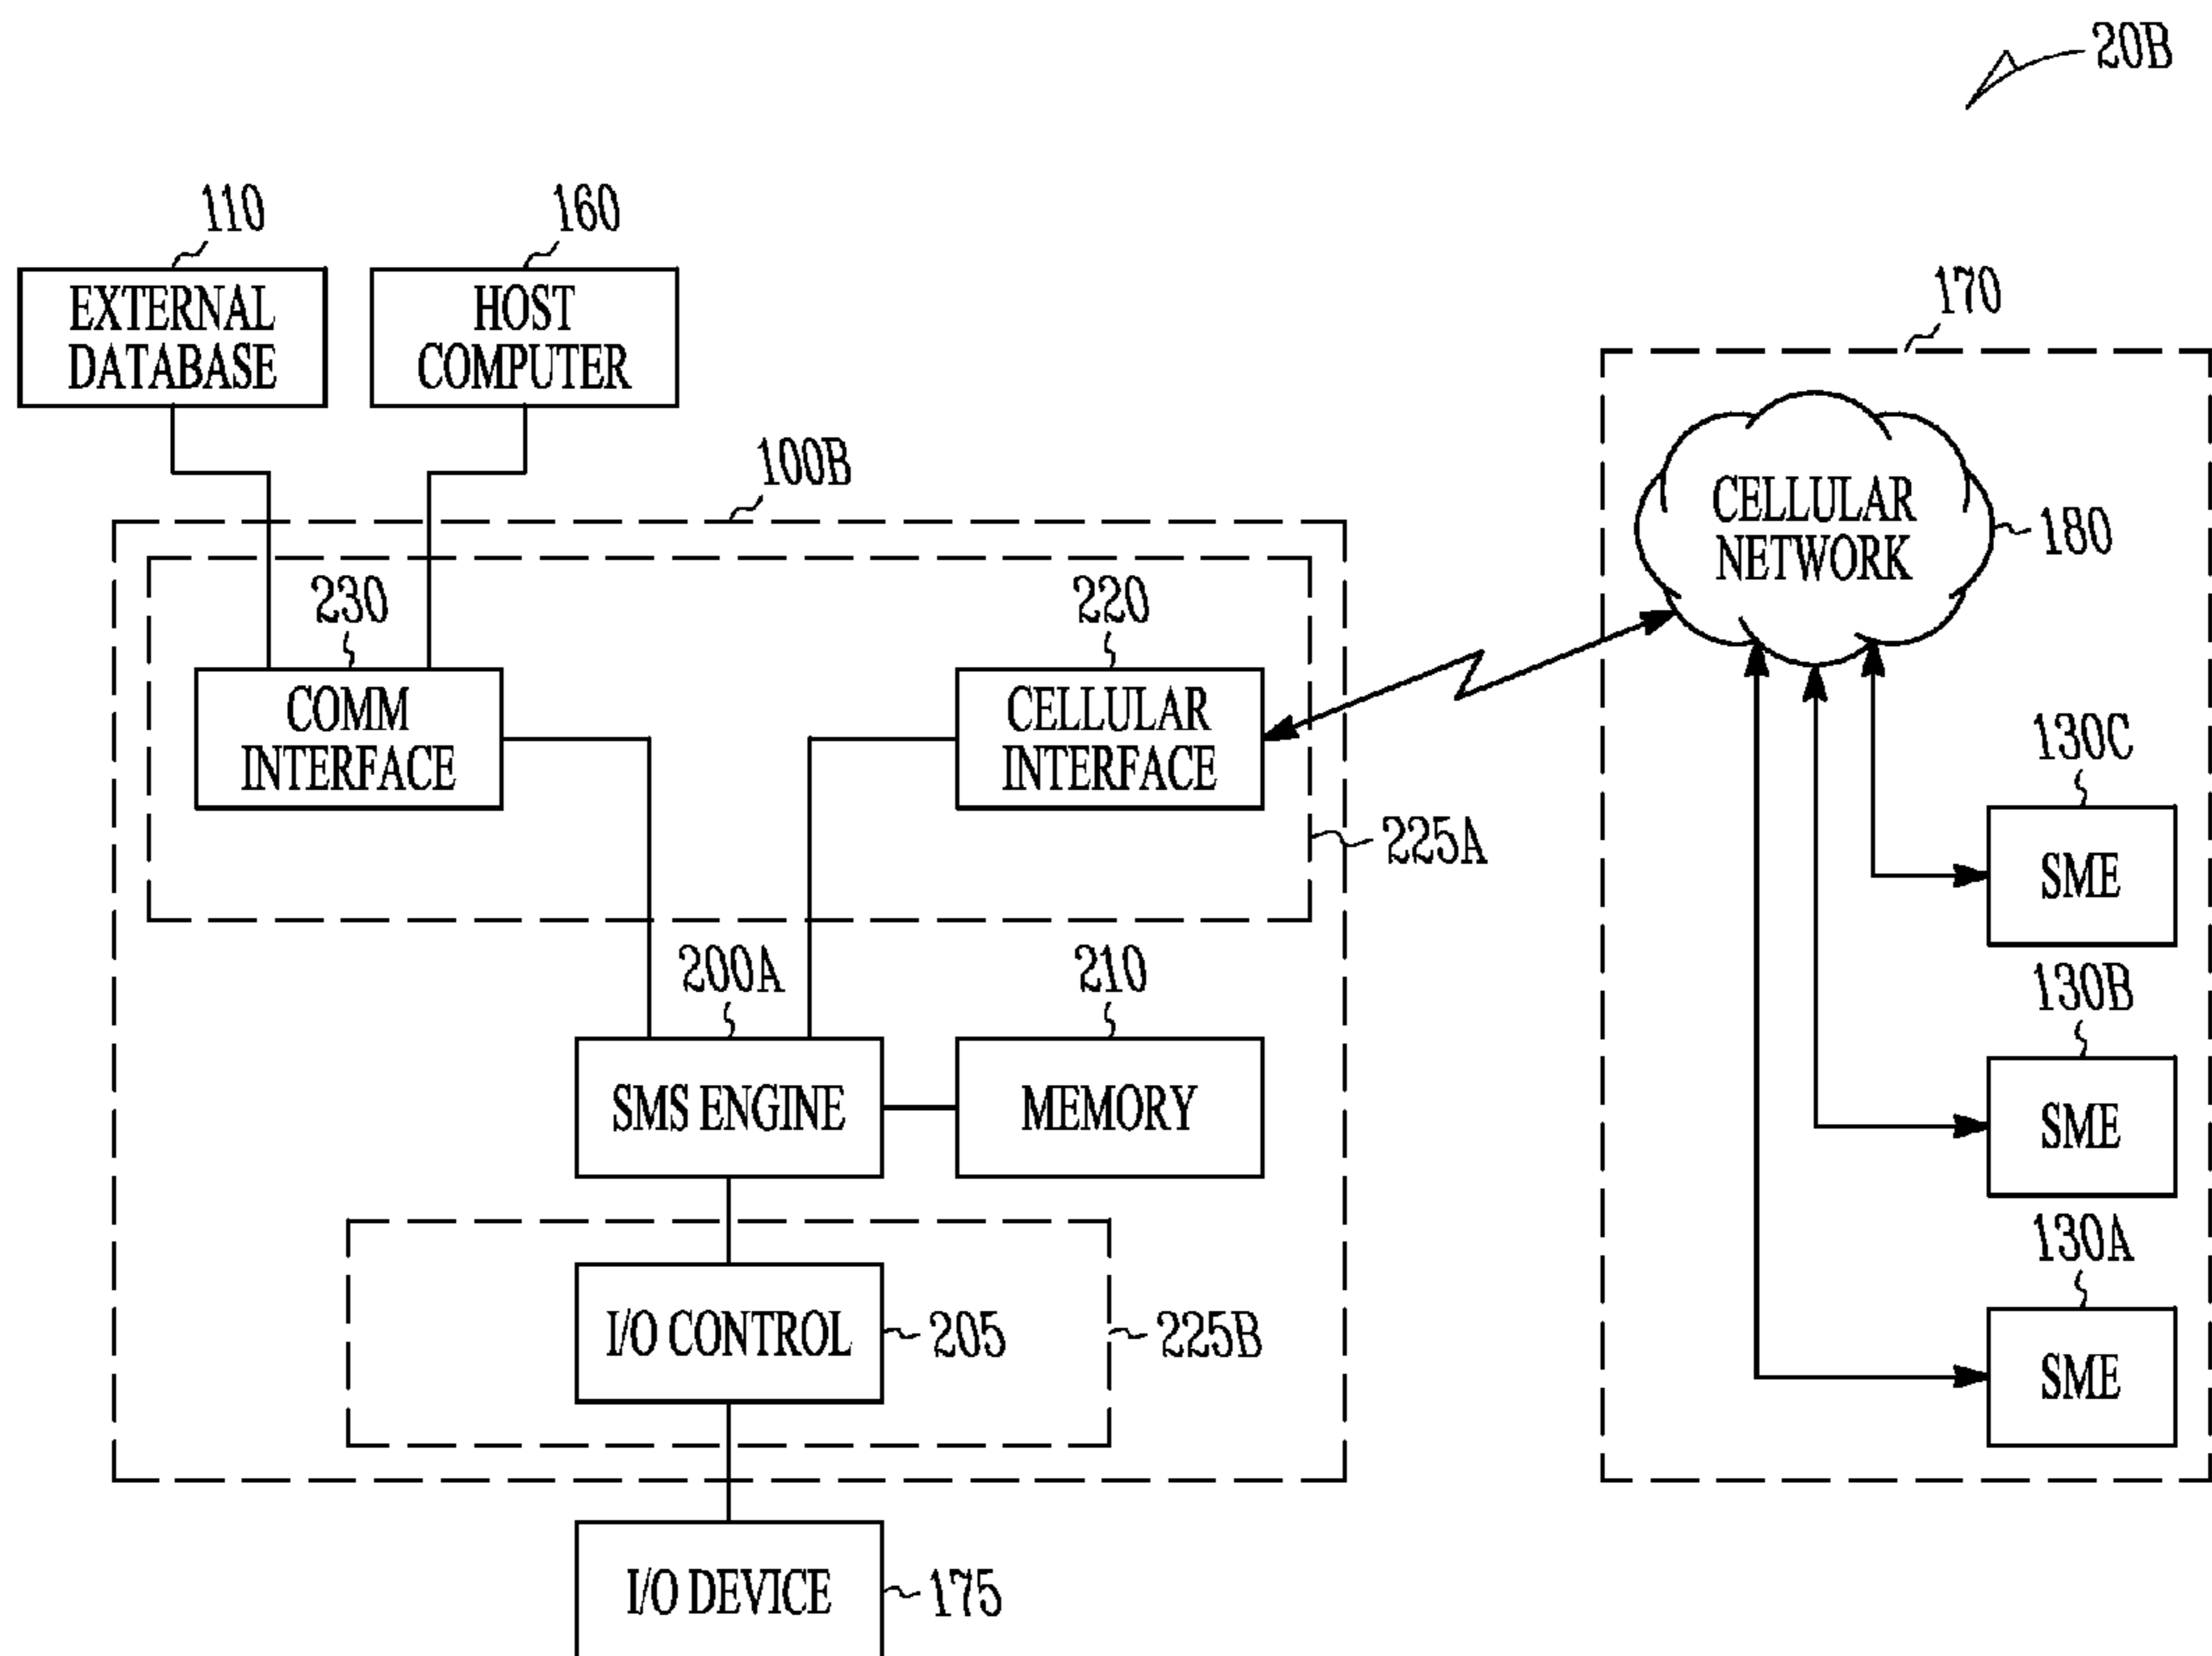 20B
110
160
EXTERNAL
DATABASE
HOST
COMPUTER
170
100B
CELLULAR
NETWORK
180
230
220
COMM
INTERFACE
CELLULAR
INTERFACE
130C
225A
SME
200A
210
130B
SMS ENGINE
MEMORY
SME
130A
I/O CONTROL
205
225B
SME
I/O DEVICE
175